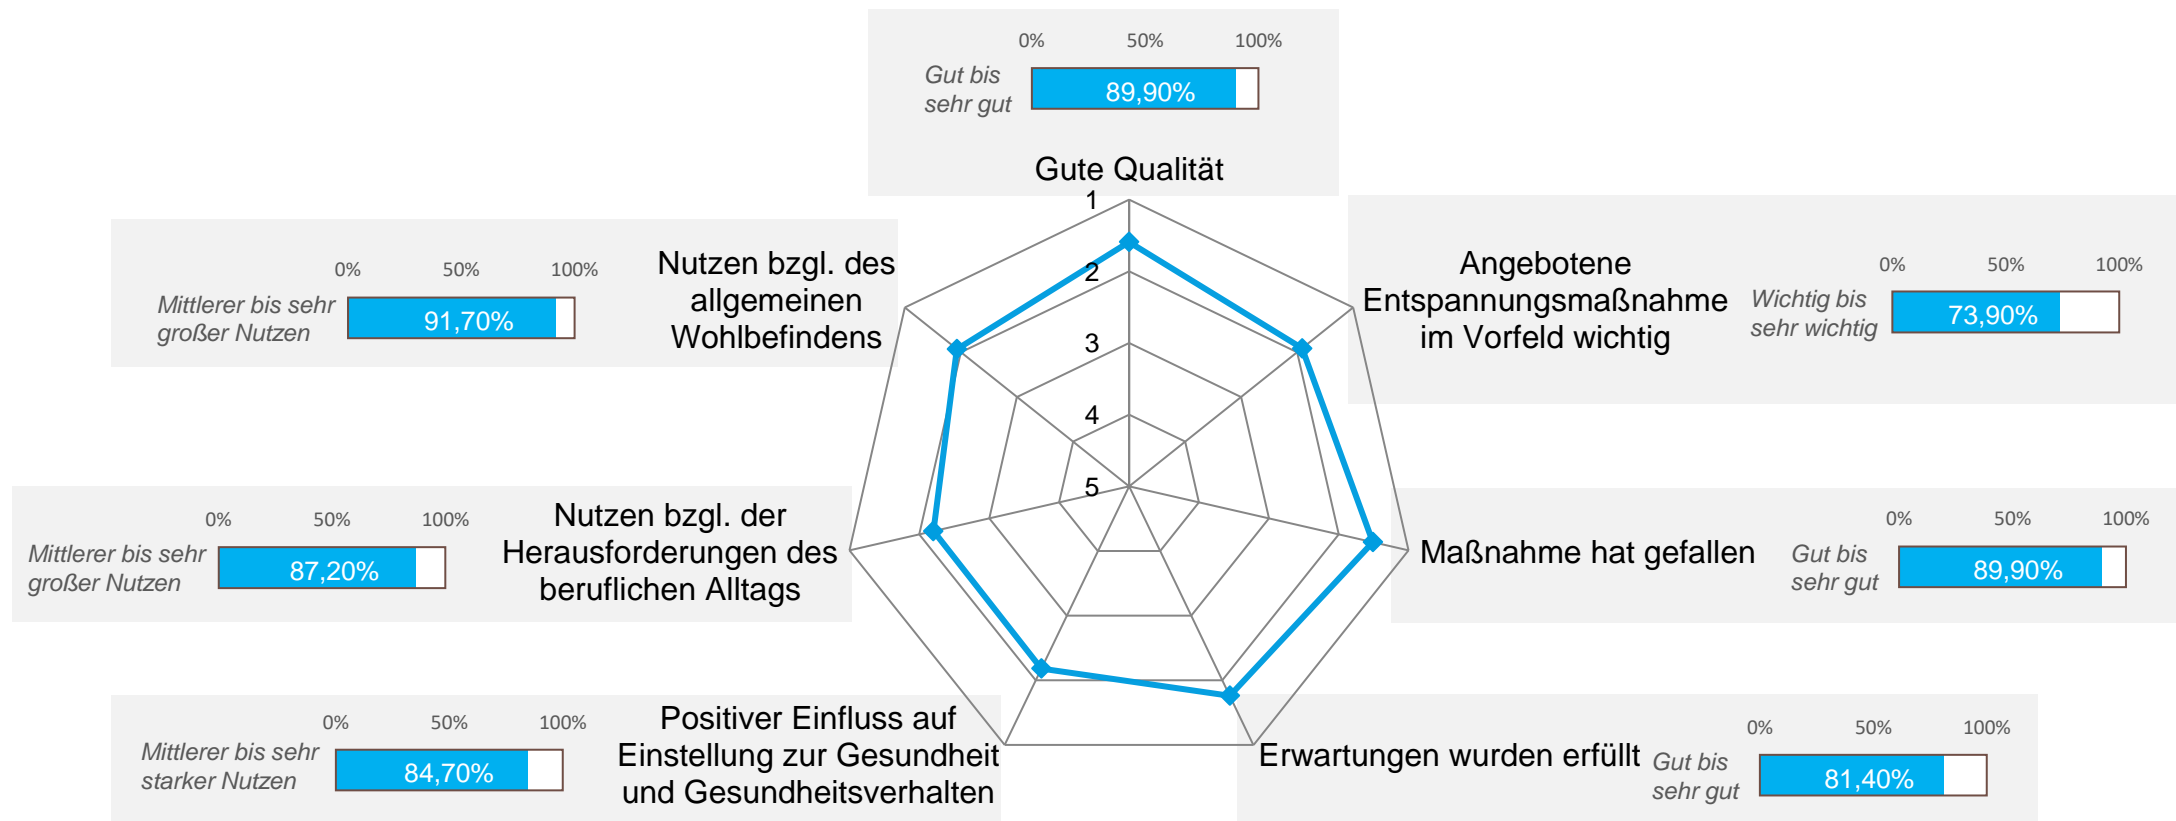 0% 50% 100%
Gut bis
sehr gut
89,90%
Gute Qualität
0% 50% 100%
Mittlerer bis sehr
großer Nutzen
91,70%
Nutzen bzgl. des
allgemeinen
Wohlbefindens
Angebotene
Entspannungsmaßnahme
im Vorfeld wichtig
0% 50% 100%
Wichtig bis
sehr wichtig
73,90%
1
2
3
4
5
0% 50% 100%
Mittlerer bis sehr
großer Nutzen
87,20%
Nutzen bzgl. der
Herausforderungen des
beruflichen Alltags
Maßnahme hat gefallen
0% 50% 100%
Gut bis
sehr gut
89,90%
0% 50% 100%
Mittlerer bis sehr
starker Nutzen
84,70%
Positiver Einfluss auf
Einstellung zur Gesundheit
und Gesundheitsverhalten
Erwartungen wurden erfüllt
0% 50% 100%
Gut bis
sehr gut
81,40%